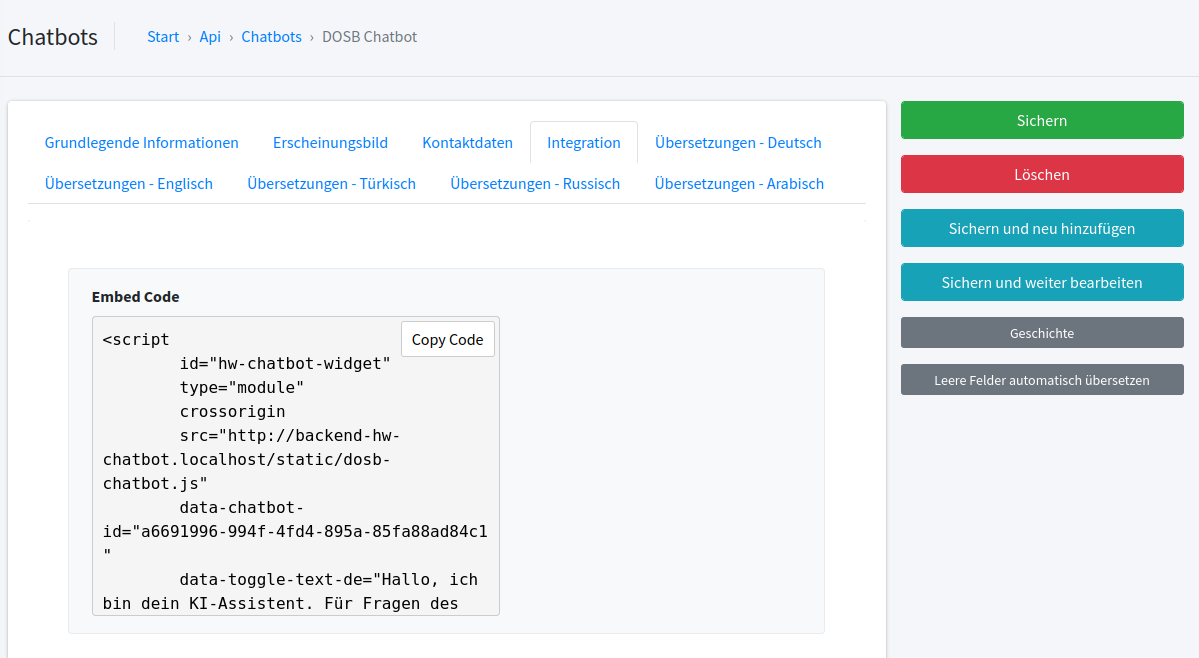 Chatbots
Start › Api › Chatbots › DOSB Chatbot
Grundlegende Informationen Erscheinungsbild Kontaktdaten Integration Übersetzungen - Deutsch
Übersetzungen - Englisch Übersetzungen - Türkisch Übersetzungen - Russisch Übersetzungen - Arabisch
Embed Code
Copy Code
<script
id="hw-chatbot-widget"
type="module"
crossorigin
src="http://backend-hw-
chatbot.localhost/static/dosb-
chatbot.js"
data-chatbot-
id="a6691996-994f-4fd4-895a-85fa88ad84c1
"
data-toggle-text-de="Hallo, ich
bin dein KI-Assistent. Für Fragen des
Sichern
Löschen
Sichern und neu hinzufügen
Sichern und weiter bearbeiten
Geschichte
Leere Felder automatisch übersetzen